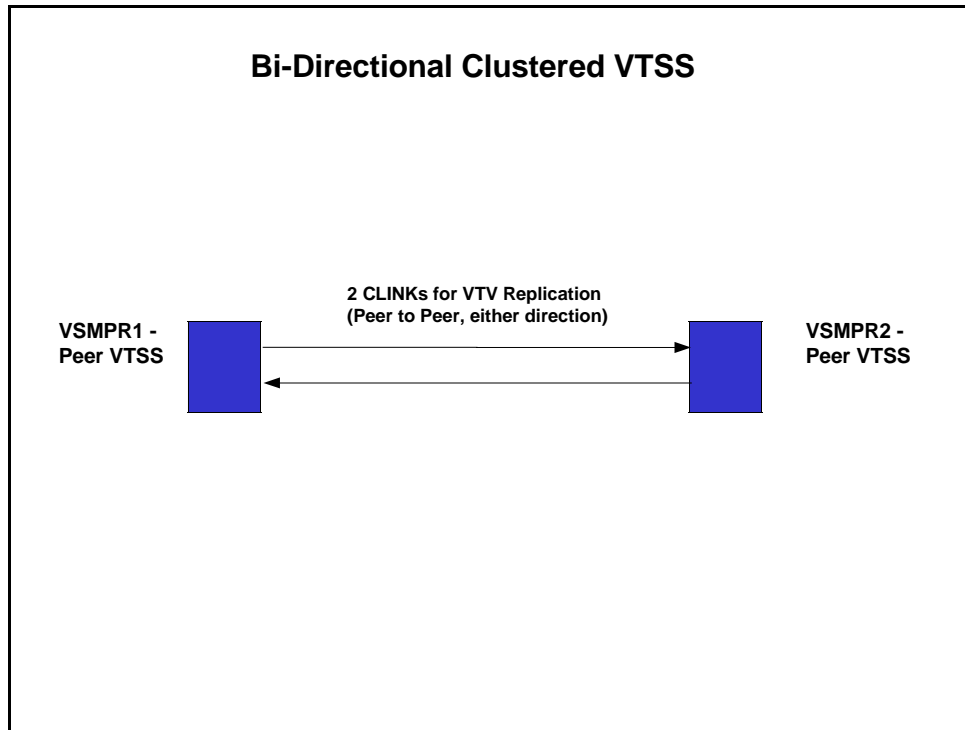 Bi-Directional Clustered VTSS
2 CLINKs for VTV Replication
(Peer to Peer, either direction)
VSMPR1 -
Peer VTSS
VSMPR2 -
Peer VTSS